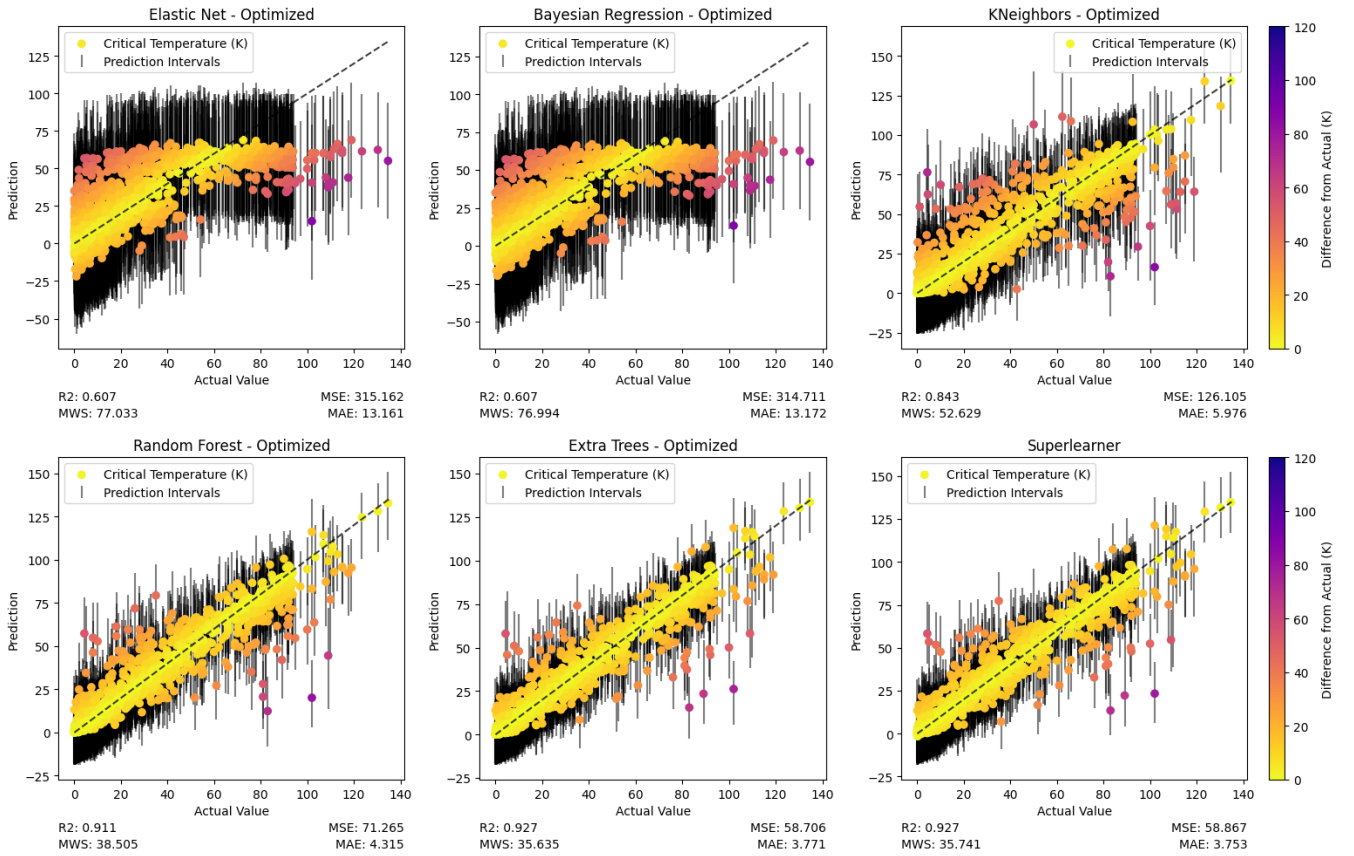 Elastic Net - Optimized
Critical Temperature (K)
Prediction Intervals
Prediction
125
100
75
50
25
0
−25
−50
0 20 40 60 80 100 120 140
Actual Value
R2: 0.607 MSE: 315.162
MWS: 77.033 MAE: 13.161
Bayesian Regression - Optimized
Critical Temperature (K)
Prediction Intervals
Prediction
125
100
75
50
25
0
−25
−50
0 20 40 60 80 100 120 140
Actual Value
R2: 0.607 MSE: 314.711
MWS: 76.994 MAE: 13.172
KNeighbors - Optimized
Critical Temperature (K)
Prediction Intervals
Prediction
150
125
100
75
50
25
0
−25
0 20 40 60 80 100 120 140
Actual Value
R2: 0.843 MSE: 126.105
MWS: 52.629 MAE: 5.976
120
100
80
60
40
20
0
Difference from Actual (K)
Random Forest - Optimized
Critical Temperature (K)
Prediction Intervals
Prediction
150
125
100
75
50
25
0
−25
0 20 40 60 80 100 120 140
Actual Value
R2: 0.911 MSE: 71.265
MWS: 38.505 MAE: 4.315
Extra Trees - Optimized
Critical Temperature (K)
Prediction Intervals
Prediction
150
125
100
75
50
25
0
−25
0 20 40 60 80 100 120 140
Actual Value
R2: 0.927 MSE: 58.706
MWS: 35.635 MAE: 3.771
Superlearner
Critical Temperature (K)
Prediction Intervals
Prediction
150
125
100
75
50
25
0
−25
0 20 40 60 80 100 120 140
Actual Value
R2: 0.927 MSE: 58.867
MWS: 35.741 MAE: 3.753
120
100
80
60
40
20
0
Difference from Actual (K)